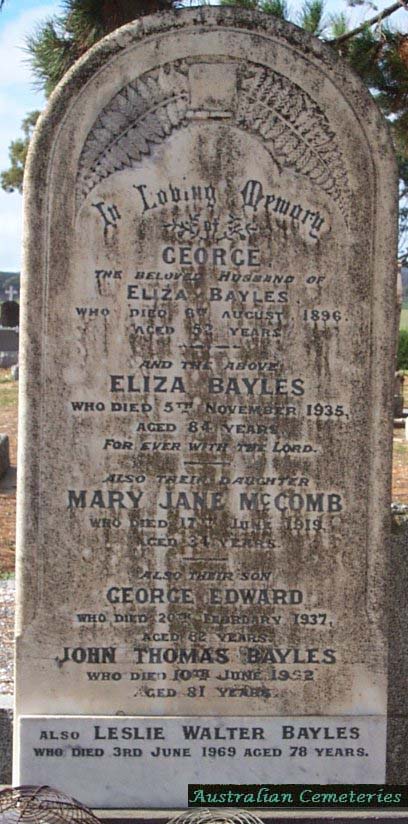 In Loving Memory
of
GEORGE
THE BELOVED HUSBAND OF
ELIZA BAYLES
WHO DIED 6TH AUGUST 1896.
AGED 52 YEARS
AND THE ABOVE
ELIZA BAYLES
WHO DIED 5TH NOVEMBER 1935,
AGED 84 YEARS
FOR EVER WITH THE LORD.
ALSO THEIR DAUGHTER
MARY JANE McCOMB
WHO DIED 17TH JUNE 1919
AGED 34 YEARS
ALSO THEIR SON
GEORGE EDWARD
WHO DIED 20TH FEBRUARY 1937,
AGED 62 YEARS.
JOHN THOMAS BAYLES
WHO DIED 10TH JUNE
AGED 81 YEARS.
ALSO LESLIE WALTER BAYLES
WHO DIED 3RD JUNE 1969 AGED 78 YEARS.
Australian Cemeteries